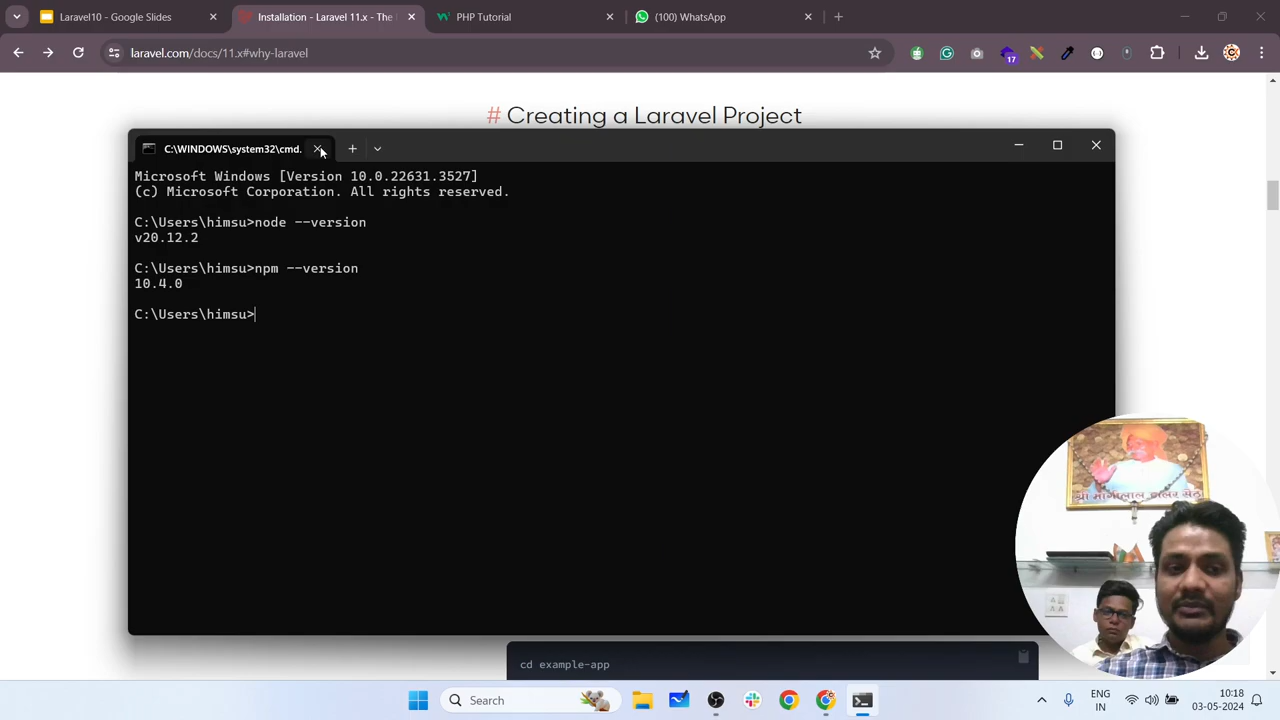 Laravel10 - Google Slides
Installation - Laravel 11.x - The
PHP Tutorial
(100) WhatsApp
laravel.com/docs/11.x#why-laravel
17
# Creating a Laravel Project
C:\WINDOWS\system32\cmd.
Microsoft Windows [Version 10.0.22631.3527]
(c) Microsoft Corporation. All rights reserved.
C:\Users\himsu>node --version
v20.12.2
C:\Users\himsu>npm --version
10.4.0
C:\Users\himsu>
cd example-app
Search
ENG
IN
10:18
03-05-2024